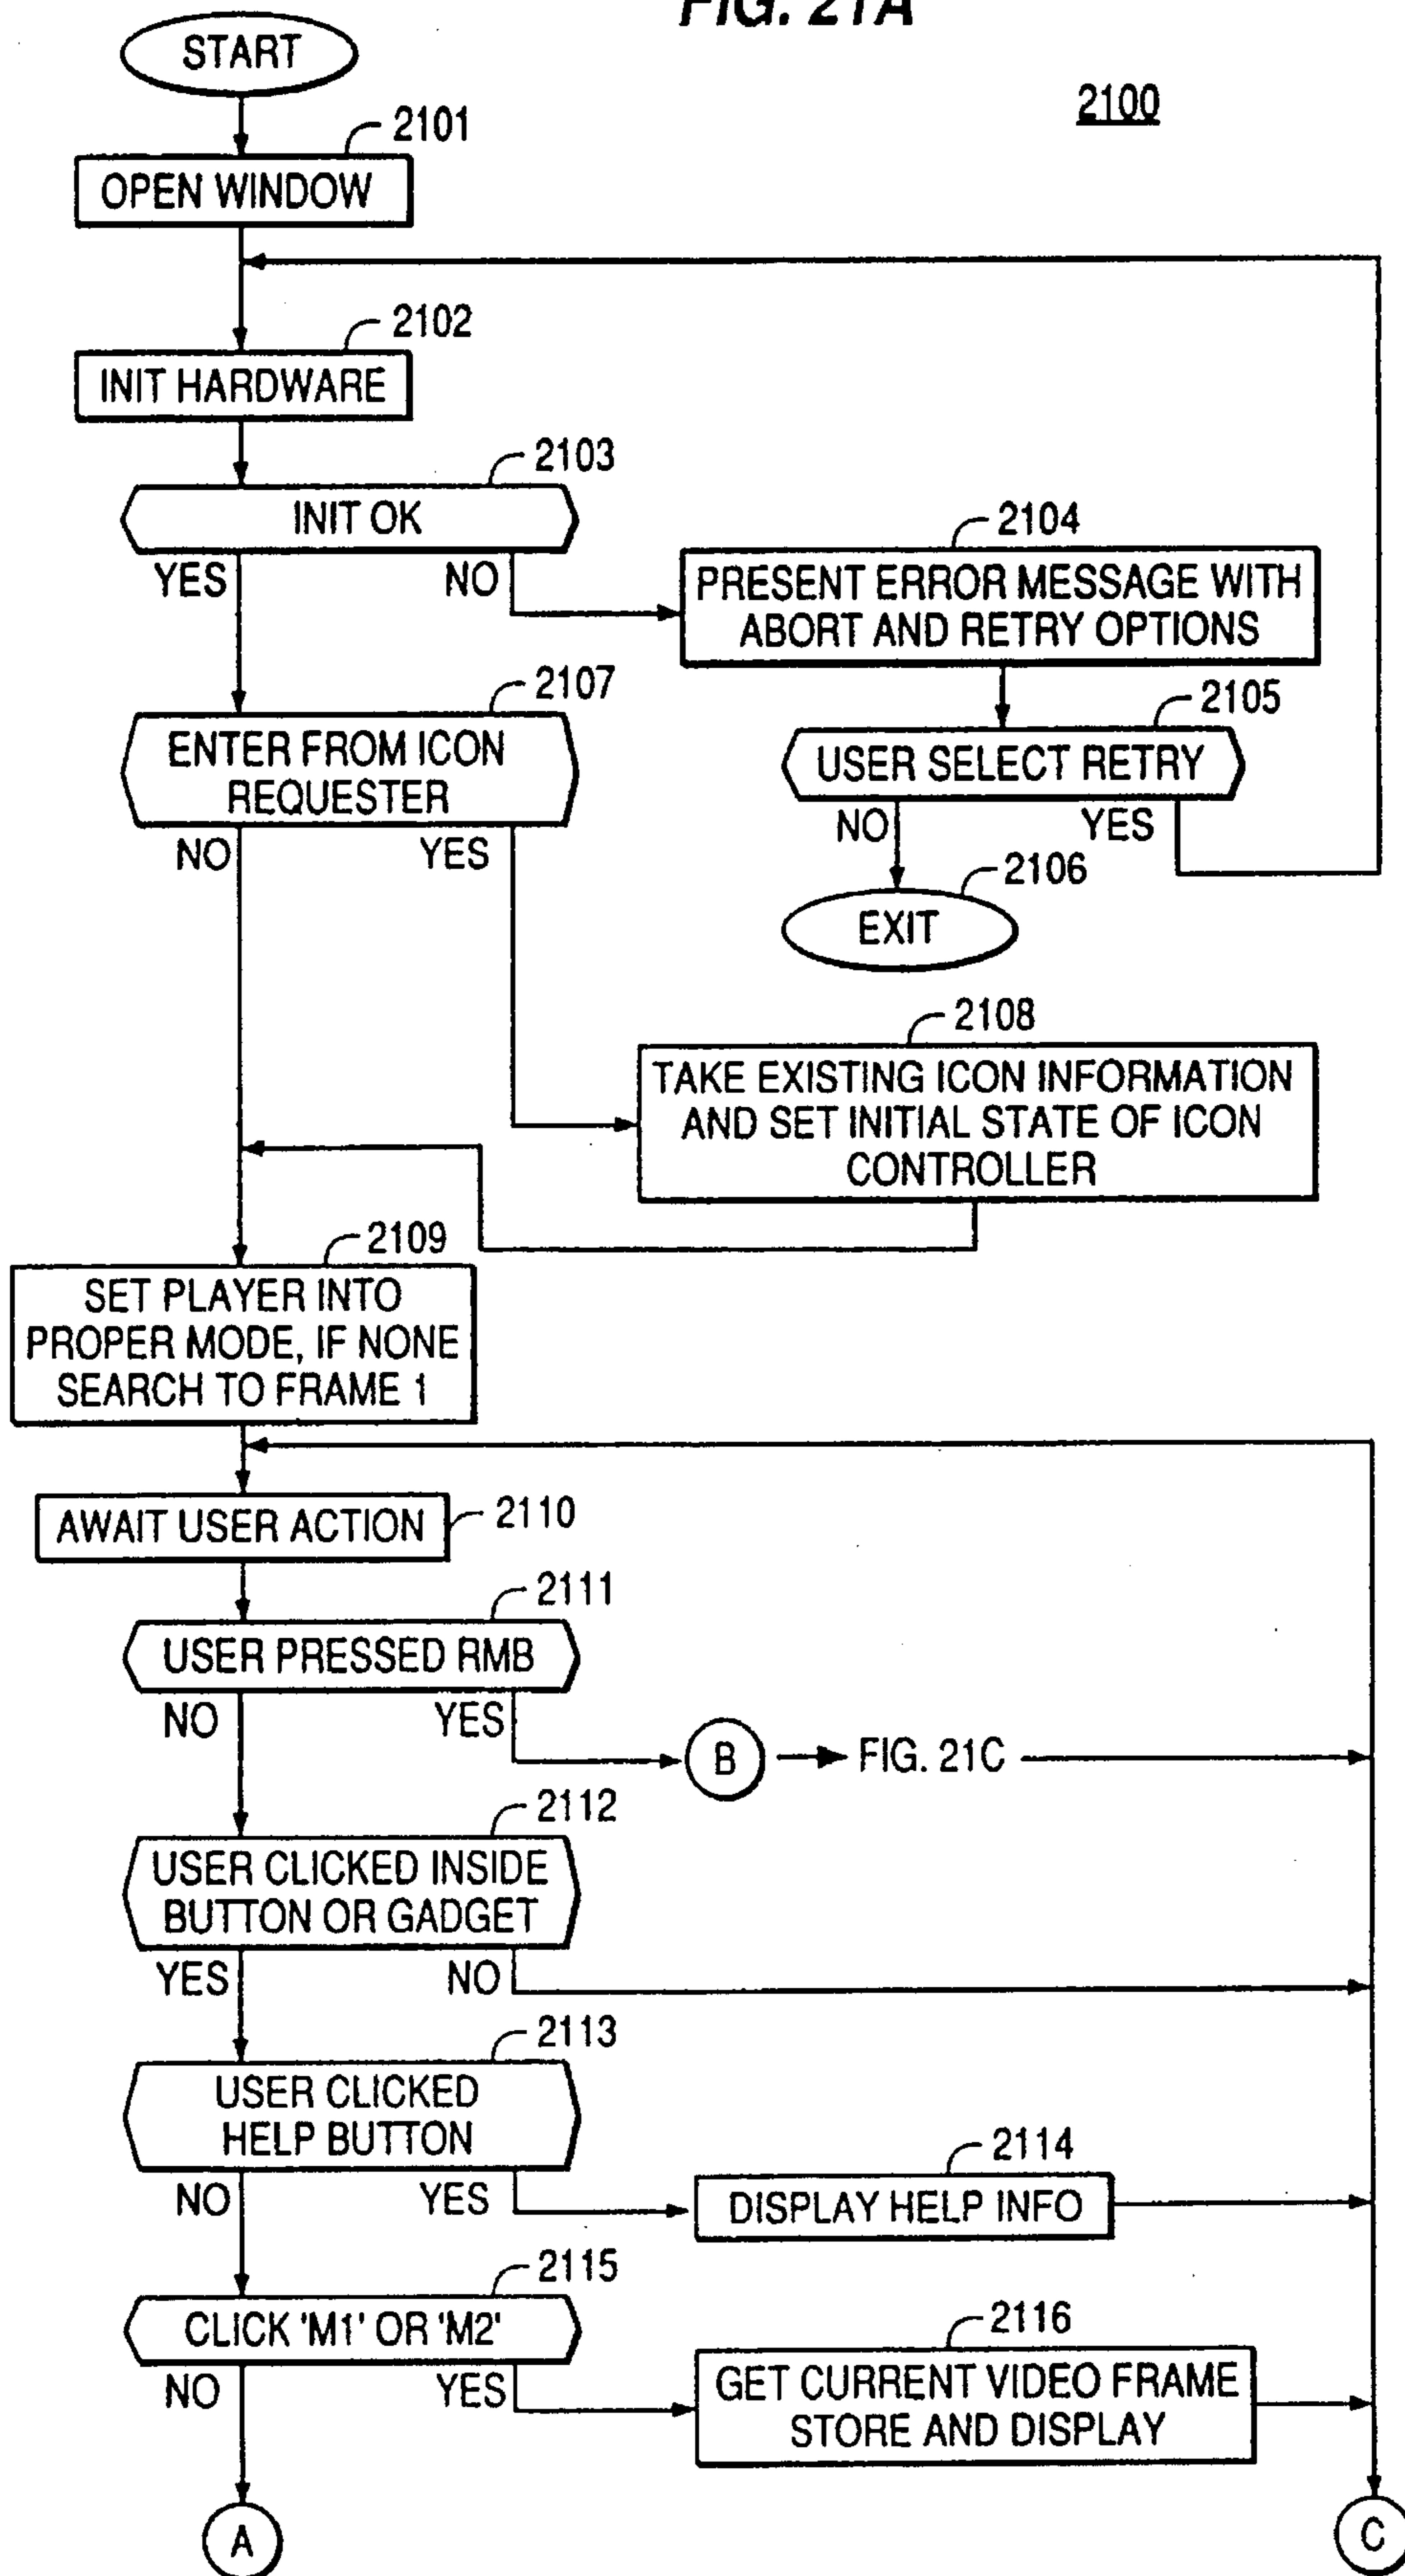 FIG. 21A
2100
START
2101
OPEN WINDOW
2102
INIT HARDWARE
2103
INIT OK
YES
NO
2104
PRESENT ERROR MESSAGE WITH
ABORT AND RETRY OPTIONS
2105
USER SELECT RETRY
NO
YES
2106
EXIT
2107
ENTER FROM ICON
REQUESTER
NO
YES
2108
TAKE EXISTING ICON INFORMATION
AND SET INITIAL STATE OF ICON
CONTROLLER
2109
SET PLAYER INTO
PROPER MODE, IF NONE
SEARCH TO FRAME 1
AWAIT USER ACTION
2110
2111
USER PRESSED RMB
NO
YES
B
FIG. 21C
2112
USER CLICKED INSIDE
BUTTON OR GADGET
YES
NO
2113
USER CLICKED
HELP BUTTON
NO
YES
2114
DISPLAY HELP INFO
2115
CLICK 'M1' OR 'M2'
NO
YES
2116
GET CURRENT VIDEO FRAME
STORE AND DISPLAY
A
C